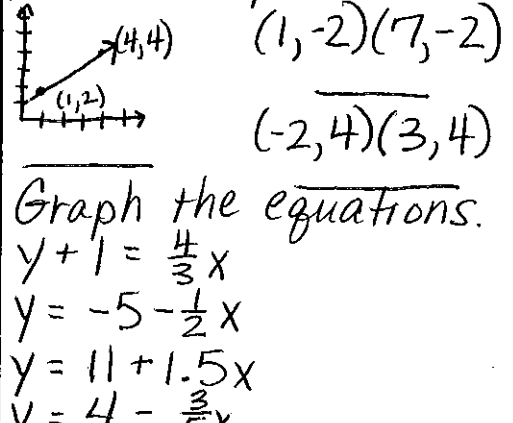 (4,4)
(1,2)
(1,-2)(7,-2)
(-2,4)(3,4)
Graph the equations.
y + 1 = 4/3 x
y = -5 - 1/2 x
y = 11 + 1.5x
y = 4 -